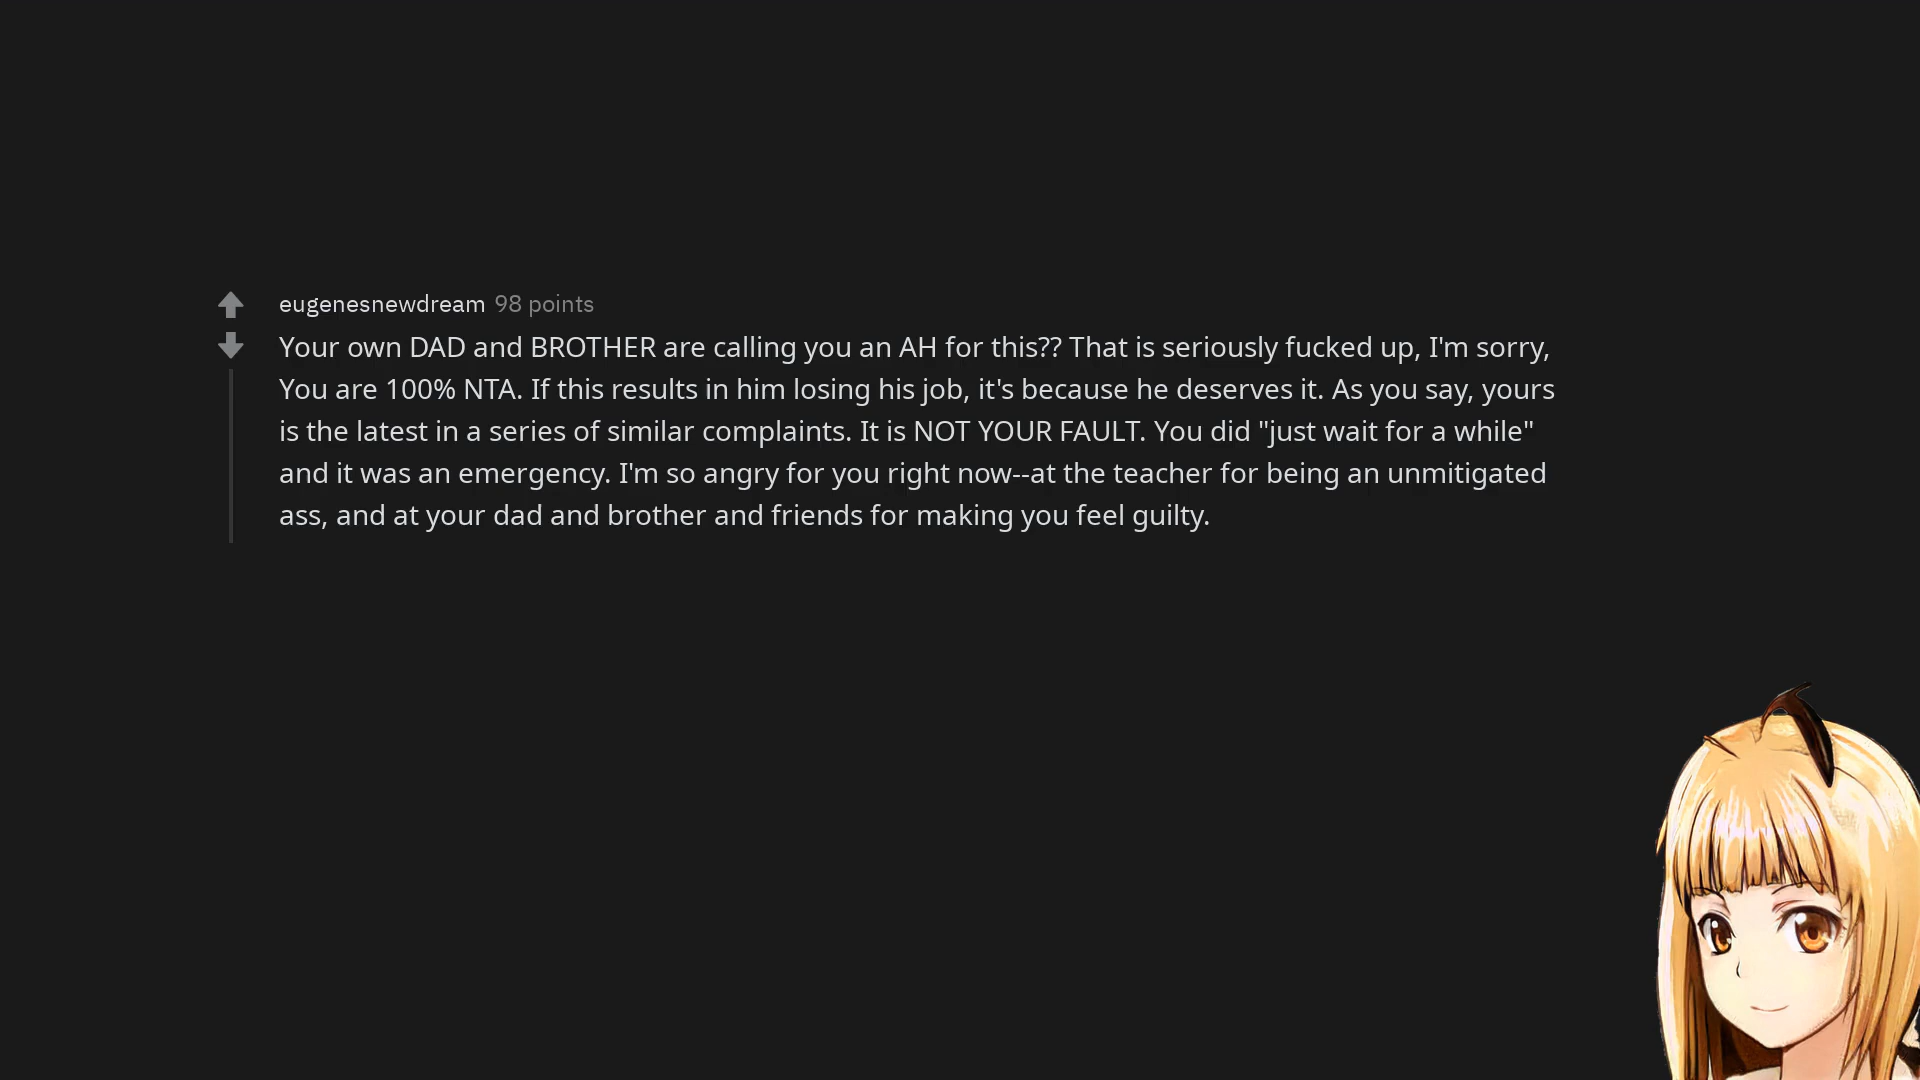 eugenesnewdream 98 points
Your own DAD and BROTHER are calling you an AH for this?? That is seriously fucked up, I'm sorry,
You are 100% NTA. If this results in him losing his job, it's because he deserves it. As you say, yours
is the latest in a series of similar complaints. It is NOT YOUR FAULT. You did "just wait for a while"
and it was an emergency. I'm so angry for you right now--at the teacher for being an unmitigated
ass, and at your dad and brother and friends for making you feel guilty.